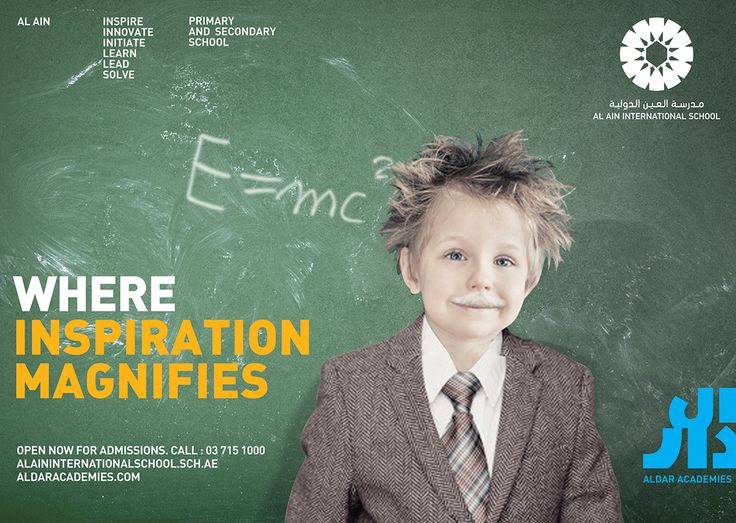 AL AIN
INSPIRE
INNOVATE
INITIATE
LEARN
LEAD
SOLVE
PRIMARY
AND SECONDARY
SCHOOL
مدرسة العين الدولية
AL AIN INTERNATIONAL SCHOOL
E=mc²
WHERE
INSPIRATION
MAGNIFIES
OPEN NOW FOR ADMISSIONS. CALL : 03 715 1000
ALAININTERNATIONALSCHOOL.SCH.AE
ALDARACADEMIES.COM
الدار
ALDAR ACADEMIES